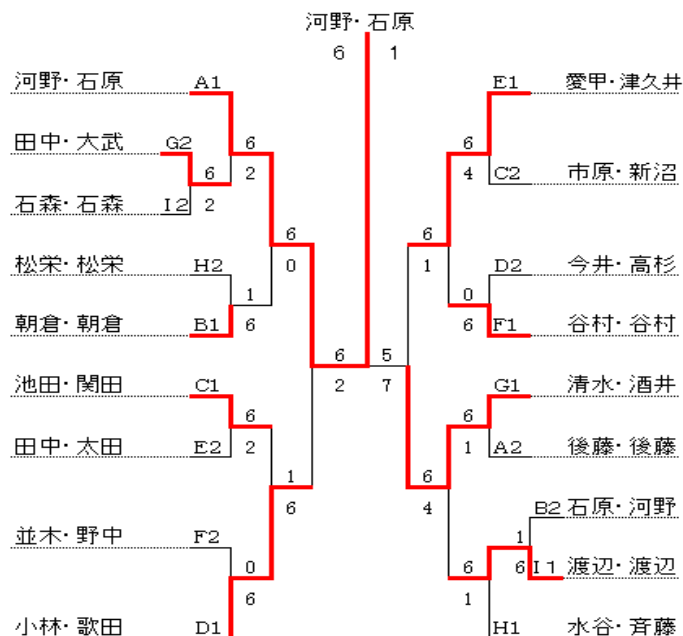 河野・石原
6 1
河野・石原 A1 E1 愛甲・津久井
田中・大武 G2 6 6
6 2 4 C2 市原・新沼
石森・石森 I2 2
6 6
松栄・松栄 H2 0 1 D2 今井・高杉
1 0
朝倉・朝倉 B1 6 6 F1 谷村・谷村
6 5
池田・関田 C1 2 7 G1 清水・酒井
6 6
田中・太田 E2 2 1 A2 後藤・後藤
1 6
6 4 B2 石原・河野
並木・野中 F2 1
0 6 6 I1 渡辺・渡辺
6 1
小林・歌田 D1 H1 水谷・斉藤